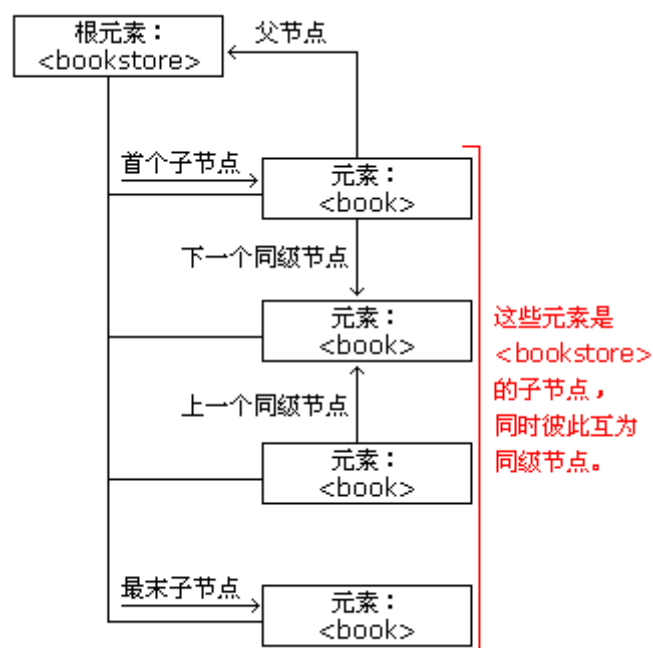 根元素：
<bookstore>
父节点
首个子节点
元素：
<book>
下一个同级节点
元素：
<book>
上一个同级节点
元素：
<book>
最末子节点
元素：
<book>
这些元素是
<bookstore>
的子节点，
同时彼此互为
同级节点。